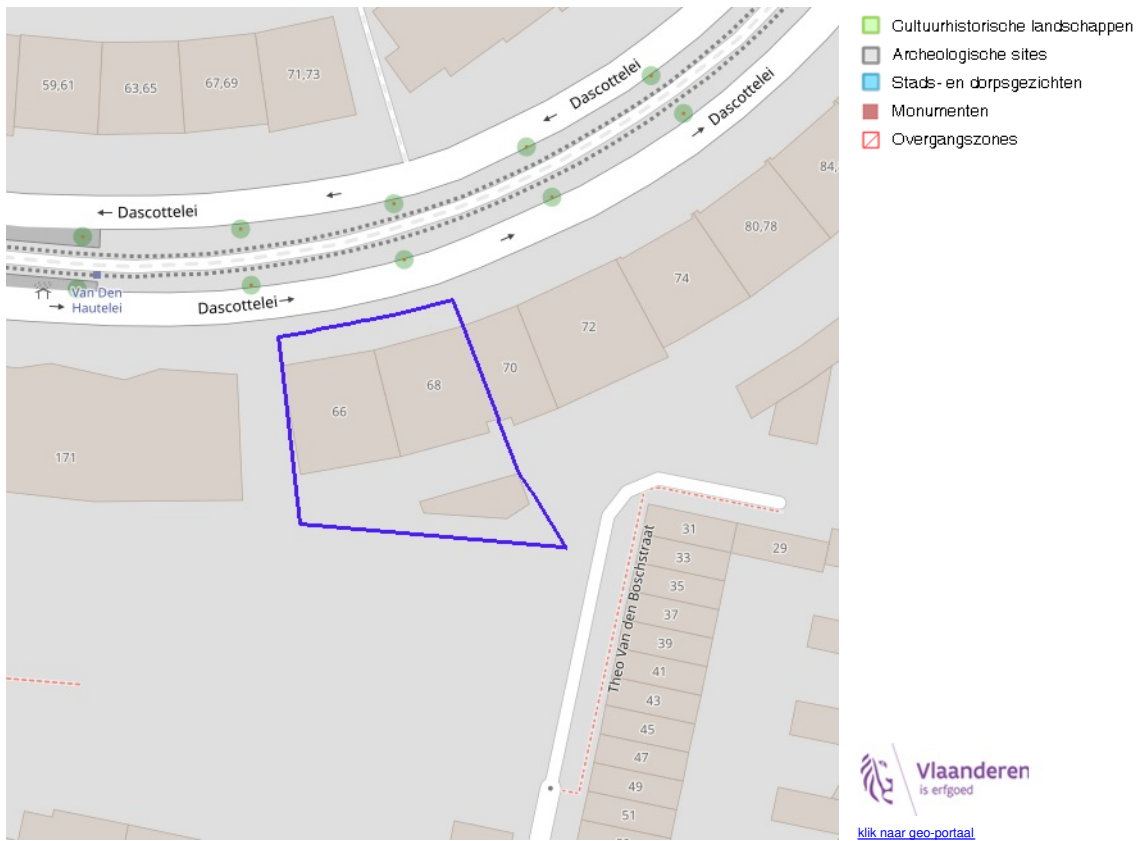 59,61
63,65
67,69
71,73
Dascottelei
Dascottelei
84,
80,78
Dascottelei
74
Van Den
Hautelei
Dascottelei
72
70
68
66
171
31
29
33
35
37
39
41
43
45
47
49
51
Theo Van den Boschstraat
Cultuurhistorische landschappen
Archeologische sites
Stads- en dorpsgezichten
Monumenten
Overgangszones
Vlaanderen
is erfgoed
klik naar geo-portaal